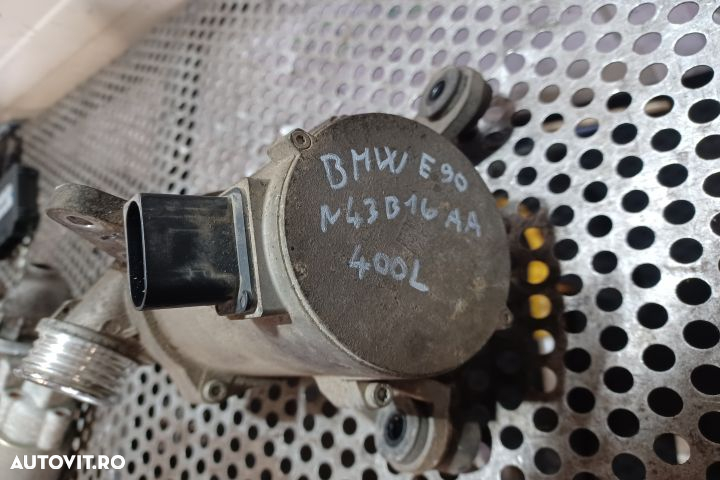 BMW E90
N43B16AA
400L
AUTOVIT.RO